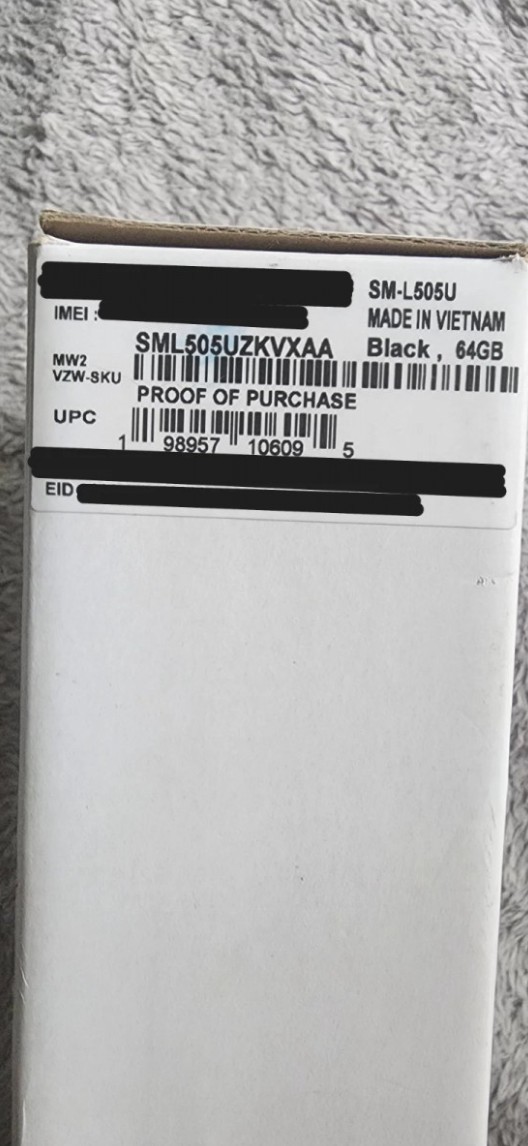 SM-L505U
IMEI :
MADE IN VIETNAM
SML505UZKVXAA
Black , 64GB
MW2
VZW-SKU
PROOF OF PURCHASE
UPC
1 98957 10609 5
EID